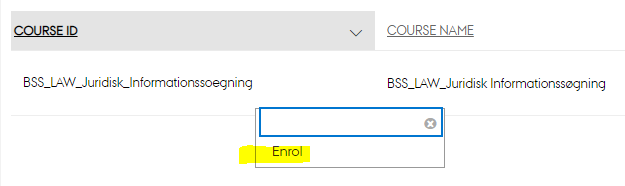 COURSE ID
COURSE NAME
BSS_LAW_Juridisk_Informationssoegning
BSS_LAW_Juridisk Informationssøgning
Enrol